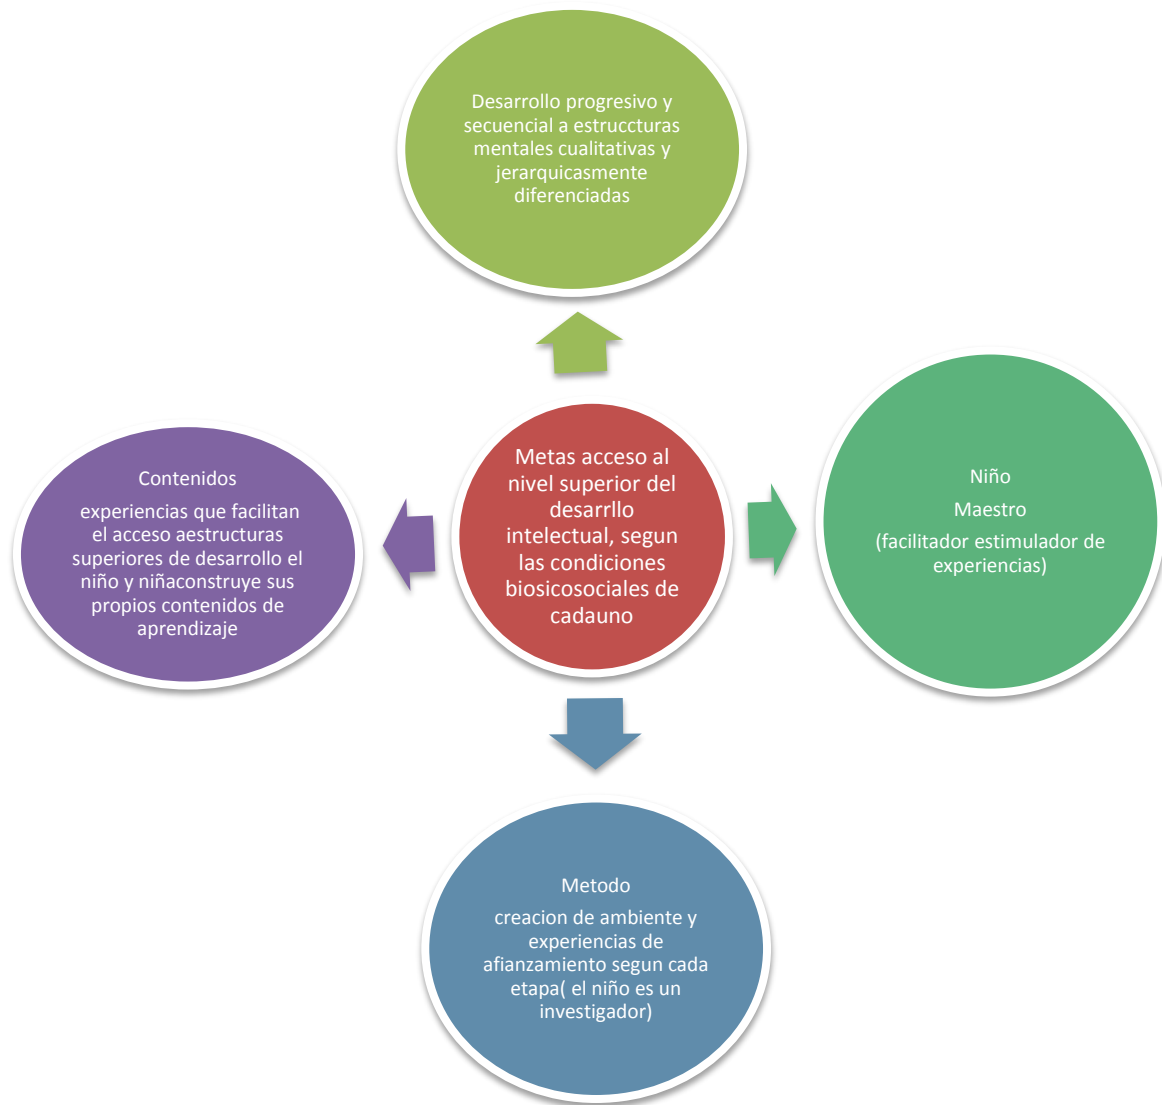 Desarrollo progresivo y
secuencial a estruccturas
mentales cualitativas y
jerarquicasmente
diferenciadas
Contenidos
experiencias que facilitan
el acceso aestructuras
superiores de desarrollo el
niño y niñaconstruye sus
propios contenidos de
aprendizaje
Metas acceso al
nivel superior del
desarrllo
intelectual, segun
las condiciones
biosicosociales de
cadauno
Niño
Maestro
(facilitador estimulador de
experiencias)
Metodo
creacion de ambiente y
experiencias de
afianzamiento segun cada
etapa( el niño es un
investigador)